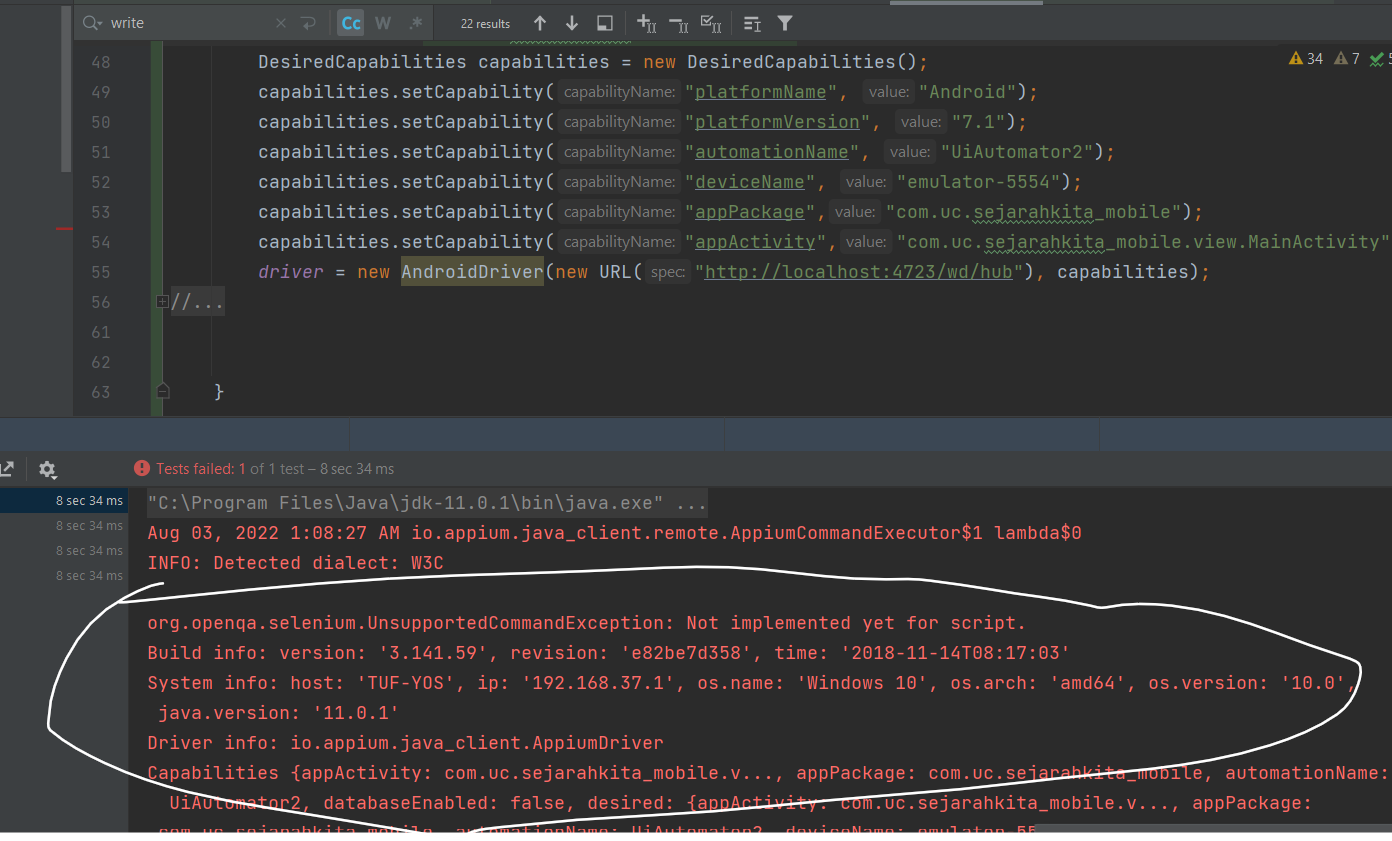 write
Cc W .*
22 results
48 DesiredCapabilities capabilities = new DesiredCapabilities();
34 7 5
49 capabilities.setCapability( capabilityName: "platformName", value: "Android");
50 capabilities.setCapability( capabilityName: "platformVersion", value: "7.1");
51 capabilities.setCapability( capabilityName: "automationName", value: "UiAutomator2");
52 capabilities.setCapability( capabilityName: "deviceName", value: "emulator-5554");
53 capabilities.setCapability( capabilityName: "appPackage", value: "com.uc.sejarahkita_mobile");
54 capabilities.setCapability( capabilityName: "appActivity", value: "com.uc.sejarahkita_mobile.view.MainActivity"
55 driver = new AndroidDriver(new URL( spec: "http://localhost:4723/wd/hub"), capabilities);
56 //...
61
62
63 }
Tests failed: 1 of 1 test – 8 sec 34 ms
8 sec 34 ms
8 sec 34 ms
8 sec 34 ms
8 sec 34 ms
"C:\Program Files\Java\jdk-11.0.1\bin\java.exe" ...
Aug 03, 2022 1:08:27 AM io.appium.java_client.remote.AppiumCommandExecutor$1 lambda$0
INFO: Detected dialect: W3C
org.openqa.selenium.UnsupportedCommandException: Not implemented yet for script.
Build info: version: '3.141.59', revision: 'e82be7d358', time: '2018-11-14T08:17:03'
System info: host: 'TUF-YOS', ip: '192.168.37.1', os.name: 'Windows 10', os.arch: 'amd64', os.version: '10.0',
java.version: '11.0.1'
Driver info: io.appium.java_client.AppiumDriver
Capabilities {appActivity: com.uc.sejarahkita_mobile.v..., appPackage: com.uc.sejarahkita_mobile, automationName:
UiAutomator2, databaseEnabled: false, desired: {appActivity: com.uc.sejarahkita_mobile.v..., appPackage:
com.uc.sejarahkita_mobile, automationName: UiAutomator2, deviceName: emulator-55